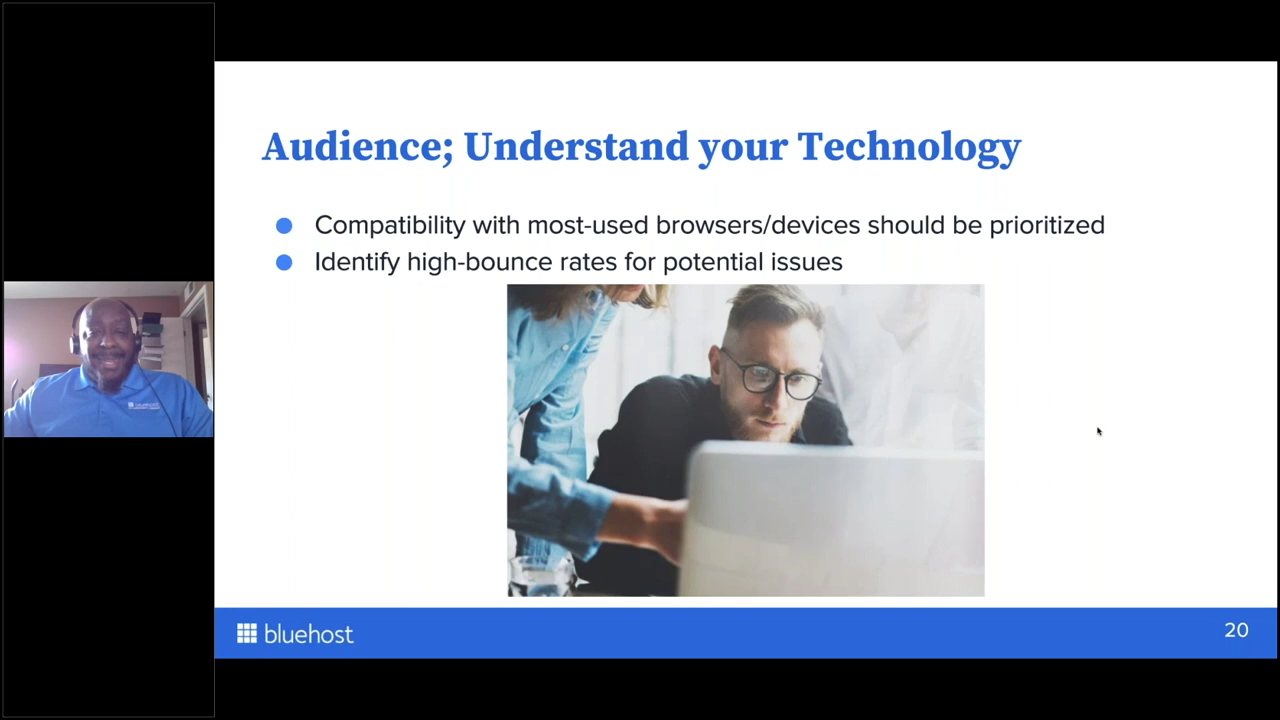 Audience; Understand your Technology
Compatibility with most-used browsers/devices should be prioritized
Identify high-bounce rates for potential issues
bluehost
bluehost
20